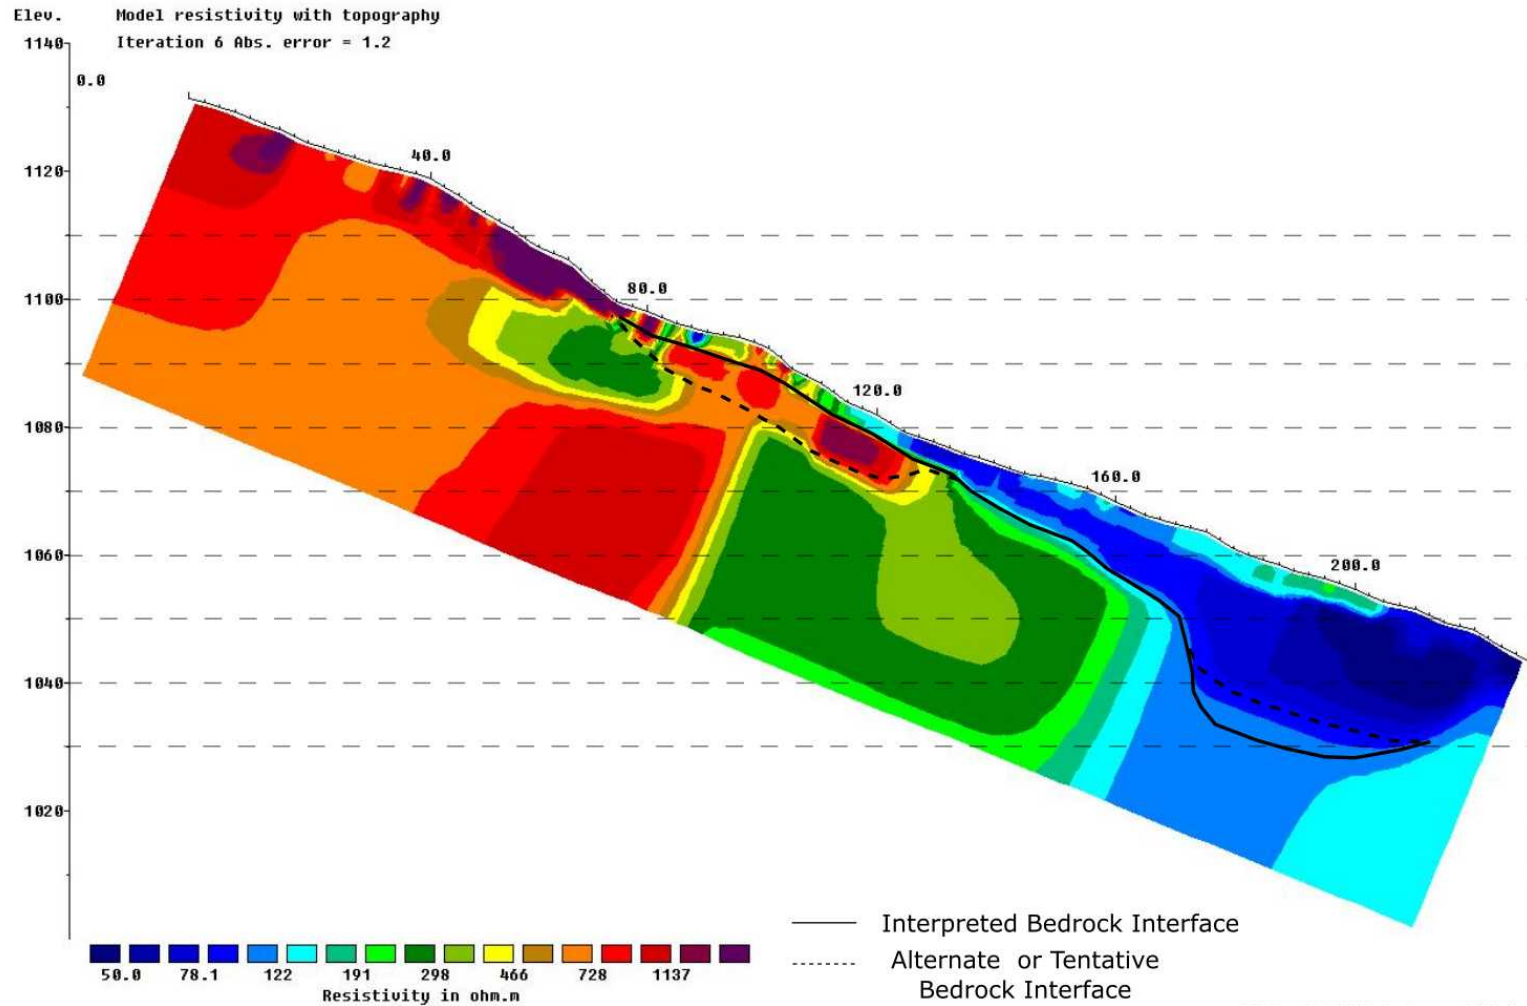 Elev. Model resistivity with topography
Iteration 6 Abs. error = 1.2
1140
0.0
40.0
1120
80.0
1100
120.0
1080
160.0
1060
200.0
1040
1020
Interpreted Bedrock Interface
Alternate or Tentative
Bedrock Interface
50.0 78.1 122 191 298 466 728 1137
Resistivity in ohm.m